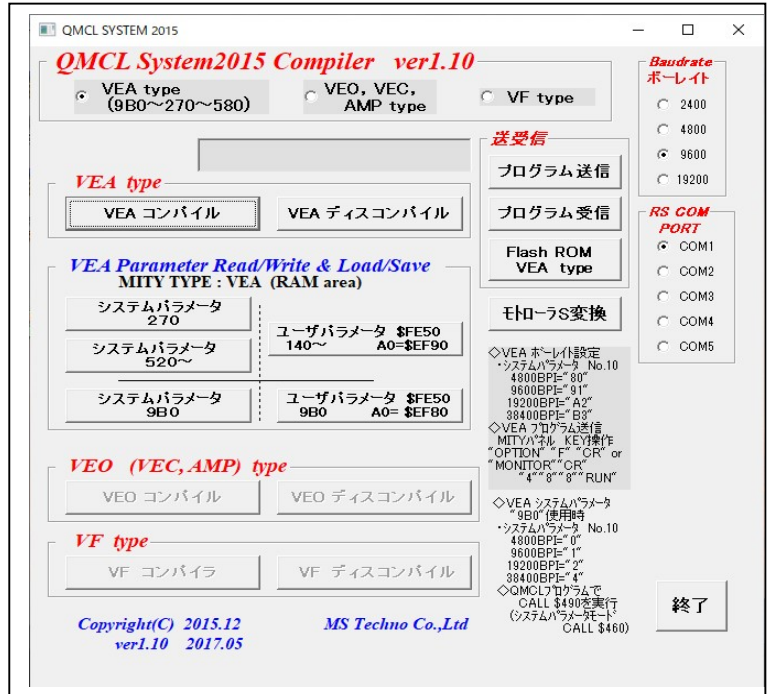 QMCL SYSTEM 2015
QMCL System2015 Compiler ver1.10
VEA type
(9B0～270～580)
VEO, VEC,
AMP type
VF type
Baudrate
ボーレイト
2400
4800
9600
19200
送受信
プログラム送信
プログラム受信
Flash ROM
VEA type
モトローラS変換
RS COM
PORT
COM1
COM2
COM3
COM4
COM5
VEA type
VEA コンパイル
VEA ディスコンパイル
VEA Parameter Read/Write & Load/Save
MITY TYPE : VEA (RAM area)
システムパラメータ
270
システムパラメータ
520～
ユーザパラメータ $FE50
140～ A0=$EF90
システムパラメータ
9B0
ユーザパラメータ $FE50
9B0 A0= $EF80
VEO (VEC, AMP) type
VEO コンパイル
VEO ディスコンパイル
VF type
VF コンパイラ
VF ディスコンパイル
◇VEA ボーレイト設定
・システムパラメータ No.10
4800BPI="80"
9600BPI="91"
19200BPI="A2"
38400BPI="B3"
◇VEA プログラム送信
MITYパネル KEY操作
"OPTION" "F" "CR" or
"MONITOR""CR"
"4""8""8""RUN"
◇VEA システムパラメータ
"9B0"使用時
・システムパラメータ No.10
4800BPI="0"
9600BPI="1"
19200BPI="2"
38400BPI="4"
◇QMCLプログラムで
CALL $490を実行
(システムパラメータモード
CALL $460)
終了
Copyright(C) 2015.12
ver1.10 2017.05
MS Techno Co.,Ltd